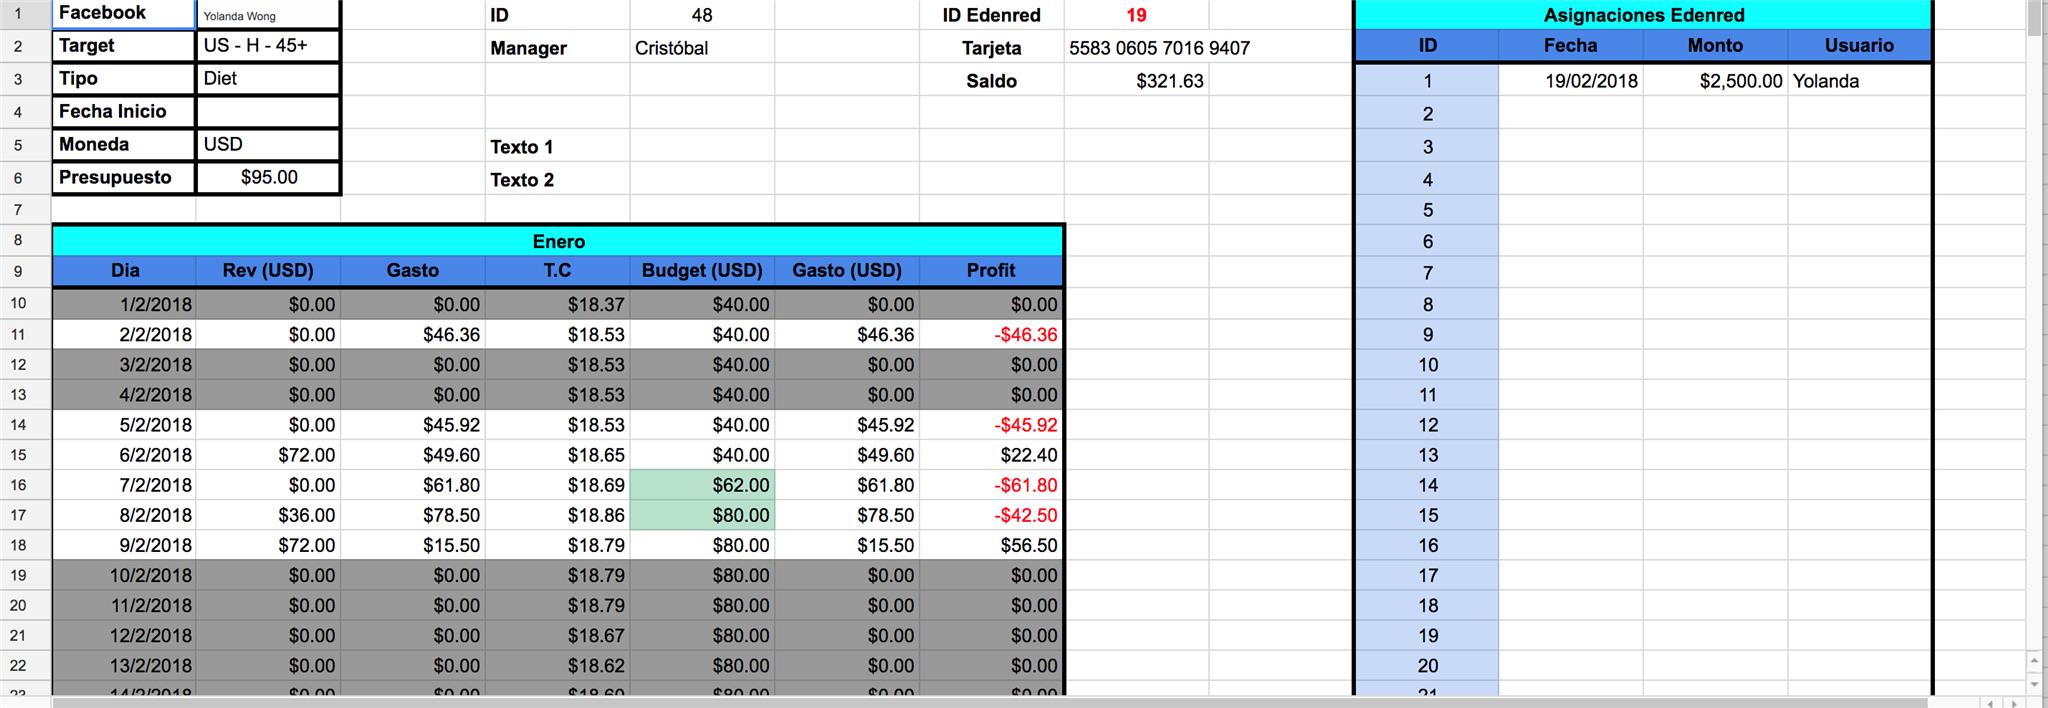 1 Facebook Yolanda Wong ID 48 ID Edenred 19 Asignaciones Edenred
2 Target US - H - 45+ Manager Cristóbal Tarjeta 5583 0605 7016 9407 ID Fecha Monto Usuario
3 Tipo Diet Saldo $321.63 1 19/02/2018 $2,500.00 Yolanda
4 Fecha Inicio 2
5 Moneda USD Texto 1 3
6 Presupuesto $95.00 Texto 2 4
7 5
8 Enero 6
9 Dia Rev (USD) Gasto T.C Budget (USD) Gasto (USD) Profit 7
10 1/2/2018 $0.00 $0.00 $18.37 $40.00 $0.00 $0.00 8
11 2/2/2018 $0.00 $46.36 $18.53 $40.00 $46.36 -$46.36 9
12 3/2/2018 $0.00 $0.00 $18.53 $40.00 $0.00 $0.00 10
13 4/2/2018 $0.00 $0.00 $18.53 $40.00 $0.00 $0.00 11
14 5/2/2018 $0.00 $45.92 $18.53 $40.00 $45.92 -$45.92 12
15 6/2/2018 $72.00 $49.60 $18.65 $40.00 $49.60 $22.40 13
16 7/2/2018 $0.00 $61.80 $18.69 $62.00 $61.80 -$61.80 14
17 8/2/2018 $36.00 $78.50 $18.86 $80.00 $78.50 -$42.50 15
18 9/2/2018 $72.00 $15.50 $18.79 $80.00 $15.50 $56.50 16
19 10/2/2018 $0.00 $0.00 $18.79 $80.00 $0.00 $0.00 17
20 11/2/2018 $0.00 $0.00 $18.79 $80.00 $0.00 $0.00 18
21 12/2/2018 $0.00 $0.00 $18.67 $80.00 $0.00 $0.00 19
22 13/2/2018 $0.00 $0.00 $18.62 $80.00 $0.00 $0.00 20